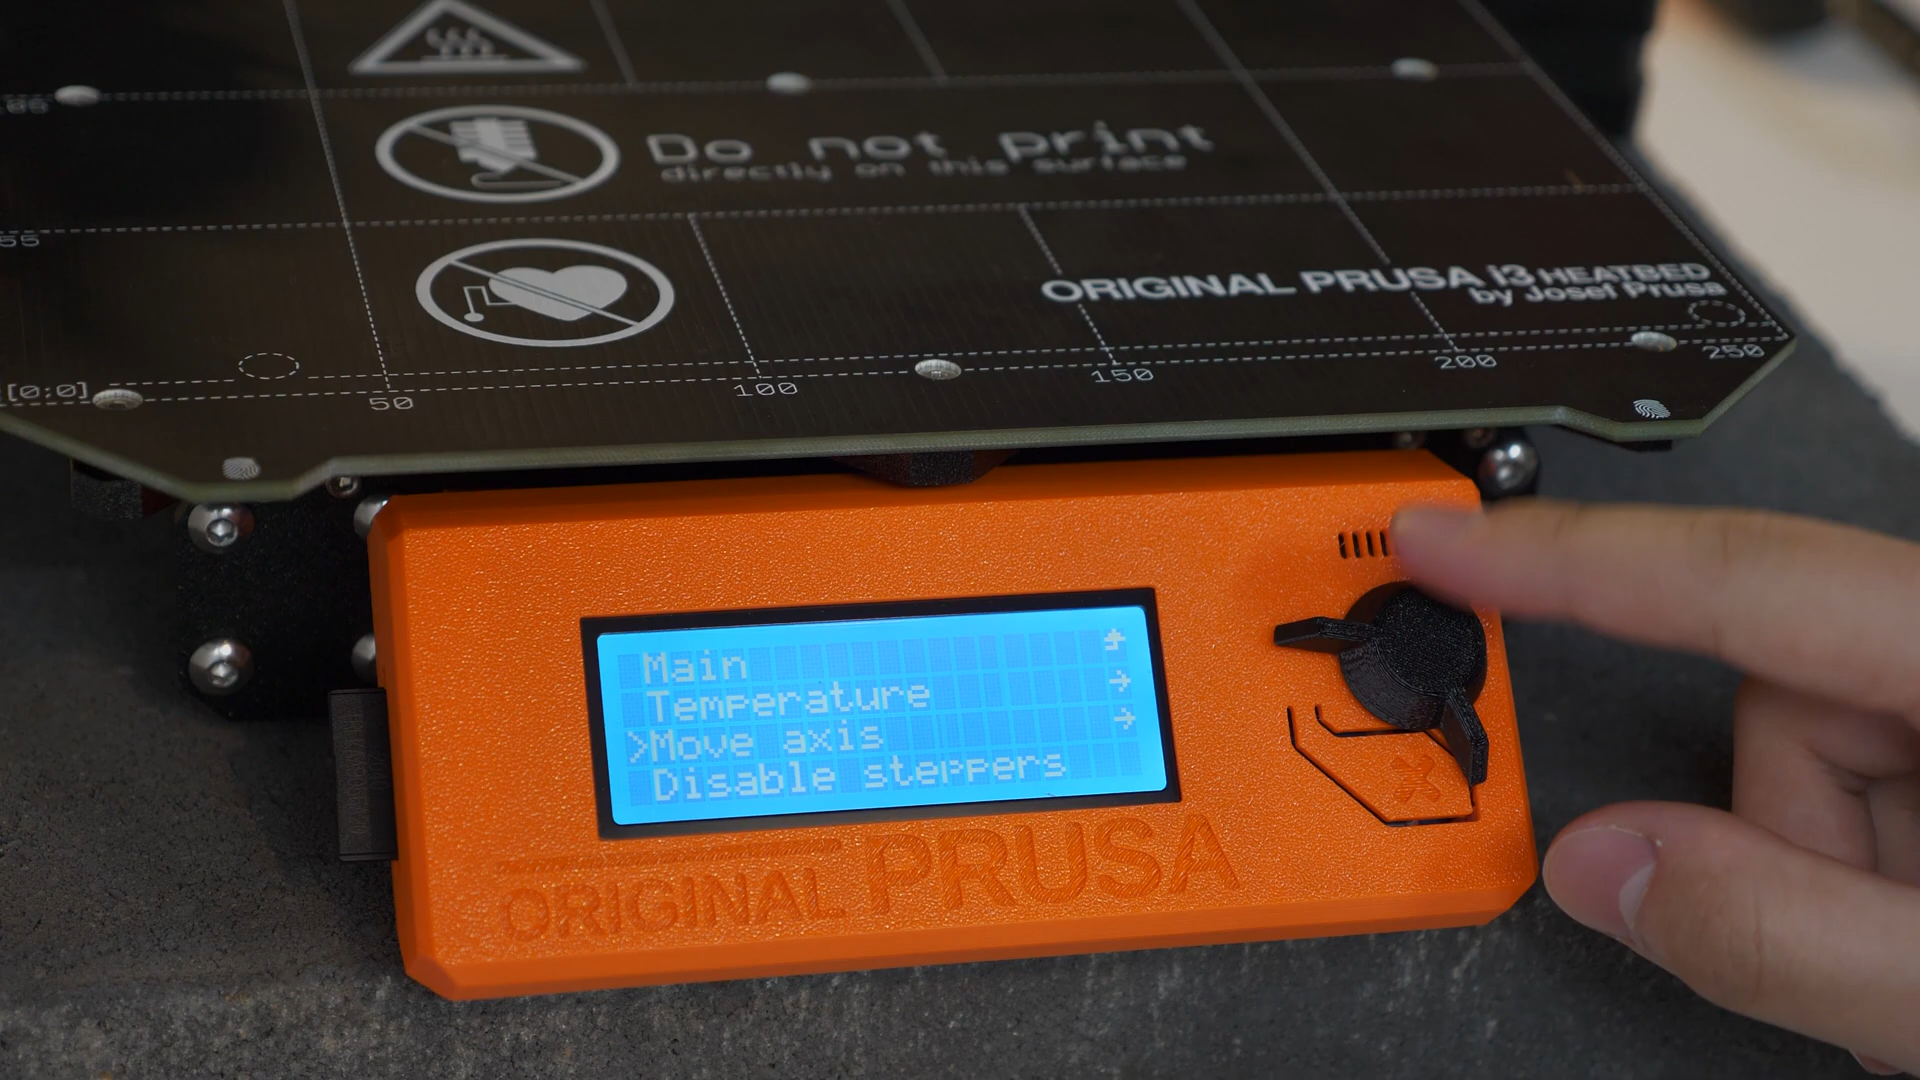 Do not print
directly on this surface
55
ORIGINAL PRUSA i3 HEATBED
by Josef Prusa
[0;0]
50
100
150
200
250
Main
Temperature
>Move axis
Disable steppers
ORIGINAL PRUSA